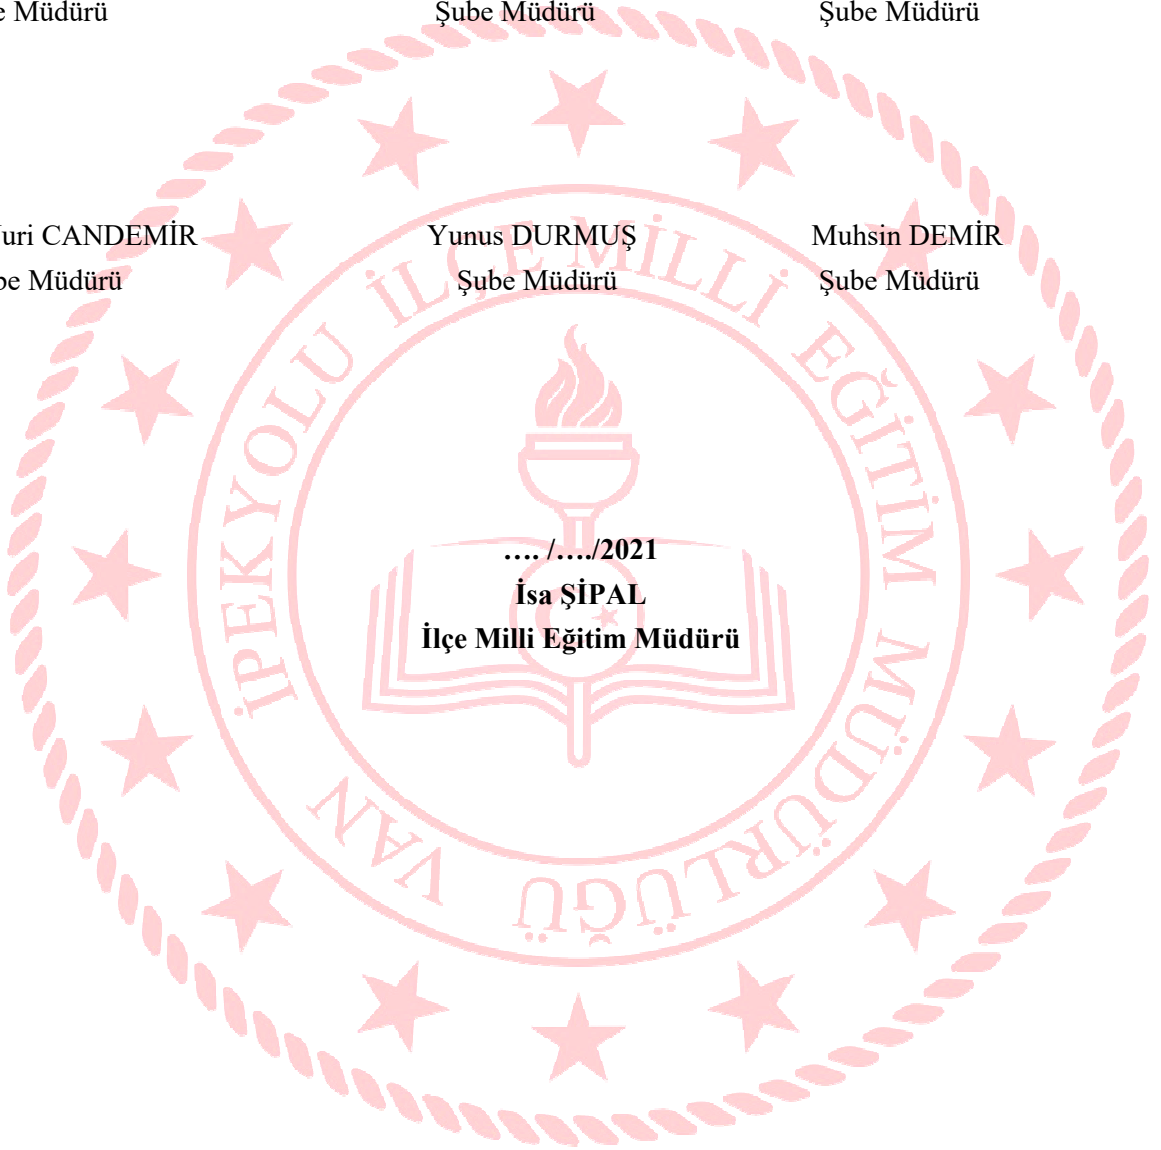 Müdürü Şube Müdürü Şube Müdürü
CANDEMİR Yunus DURMUŞ Muhsin DEMİR
Müdürü Şube Müdürü Şube Müdürü
…. /…./2021
İsa ŞİPAL
İlçe Milli Eğitim Müdürü
VAN İPEKYOLU İLÇE MİLLİ EĞİTİM MÜDÜRLÜĞÜ